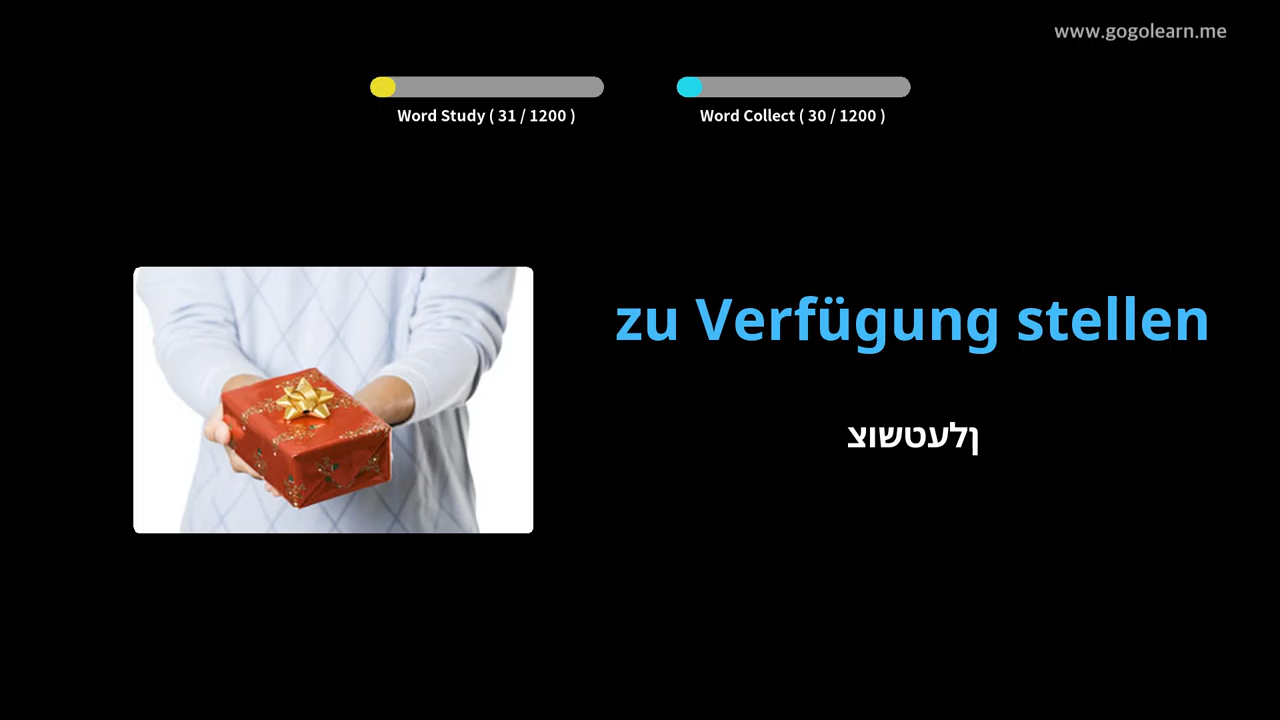 www.gogolearn.me
Word Study ( 31 / 1200 )
Word Collect ( 30 / 1200 )
zu Verfügung stellen
צושטעלן